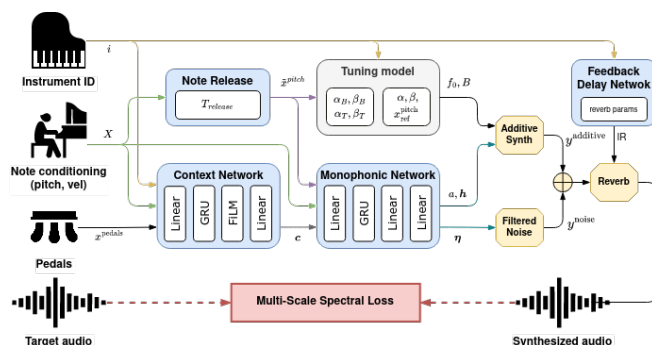 i
Instrument ID
Note Release
T_release
x̃^pitch
Tuning model
α_B, β_B
α_T, β_T
α, β,
x_ref^pitch
f₀, B
Feedback
Delay Netwok
reverb params
X
Note conditioning
(pitch, vel)
Additive
Synth
y^additive
IR
Reverb
Context Network
Linear
GRU
FiLM
Linear
Monophonic Network
Linear
GRU
Linear
Linear
a, h
x^pedals
c
η
Filtered
Noise
y^noise
Pedals
Multi-Scale Spectral Loss
Target audio
Synthesized audio